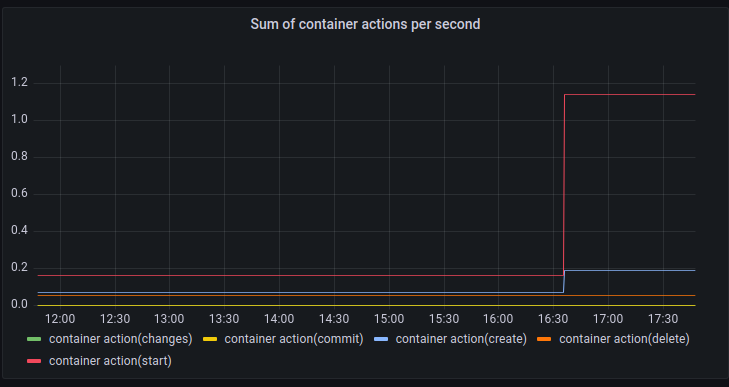 Sum of container actions per second
1.2
1.0
0.8
0.6
0.4
0.2
0.0
12:00 12:30 13:00 13:30 14:00 14:30 15:00 15:30 16:00 16:30 17:00 17:30
container action(changes) container action(commit) container action(create) container action(delete)
container action(start)